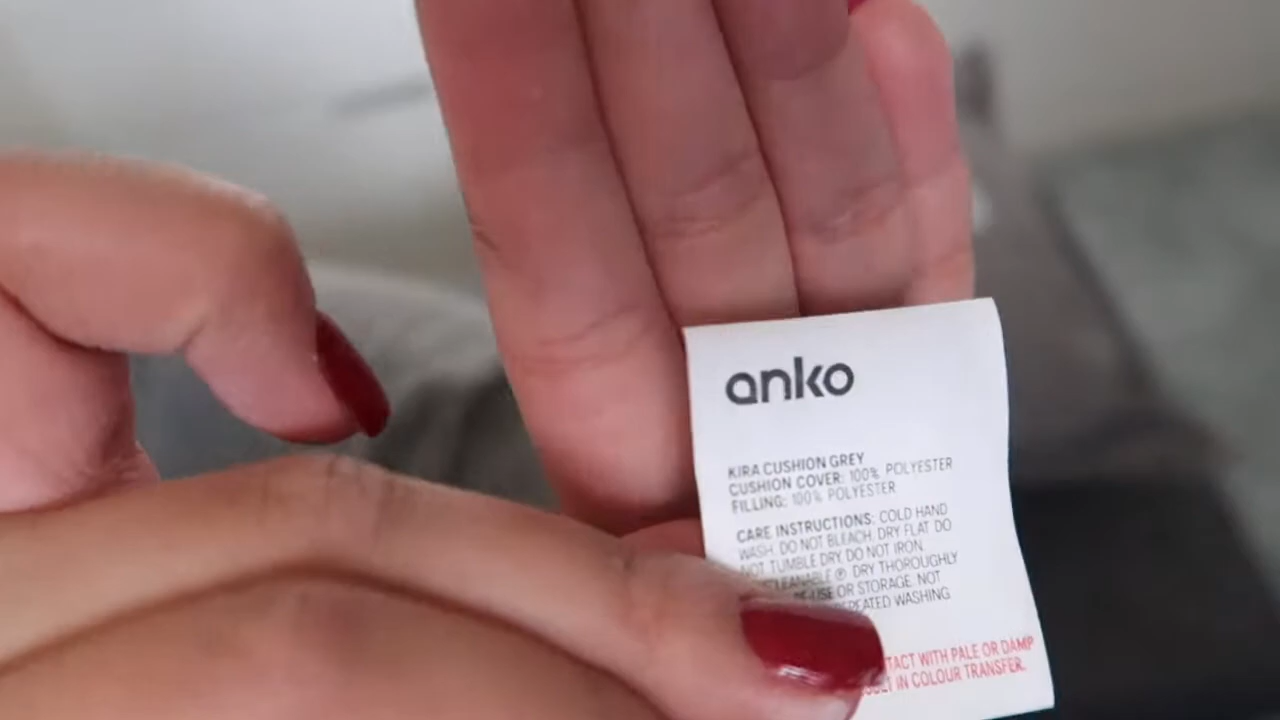 anko
KIRA CUSHION GREY
CUSHION COVER: 100% POLYESTER
FILLING: 100% POLYESTER
CARE INSTRUCTIONS: COLD HAND
WASH. DO NOT BLEACH. DRY FLAT. DO
NOT TUMBLE DRY. DO NOT IRON.
DRY THOROUGHLY
OR STORAGE. NOT
REPEATED WASHING
WITH PALE OR DAMP
IN COLOUR TRANSFER.